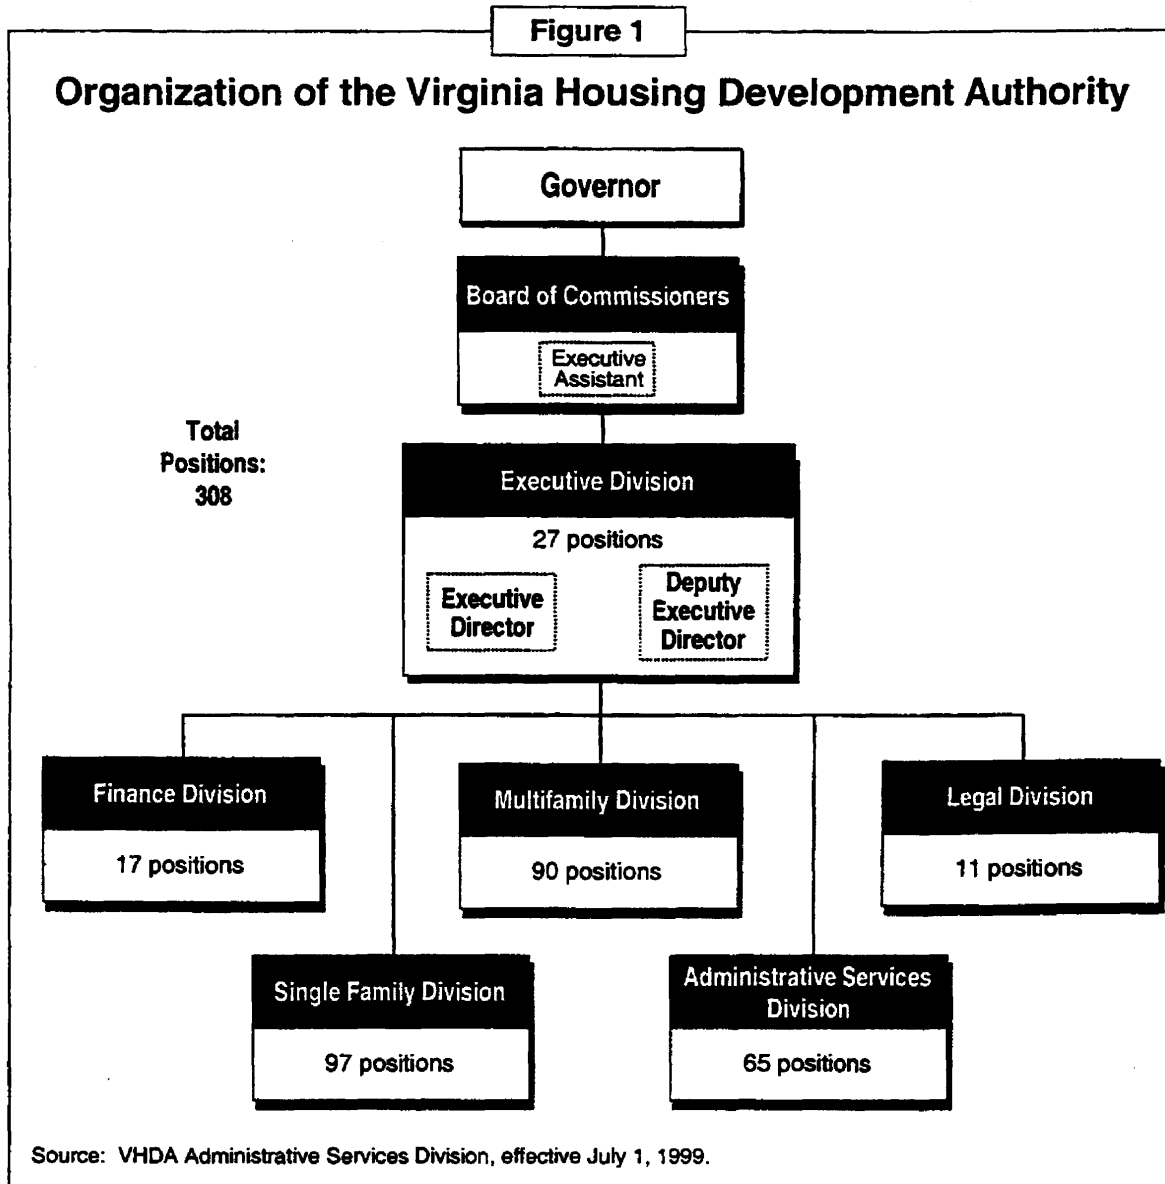 Figure 1
Organization of the Virginia Housing Development Authority
Governor
Board of Commissioners
Executive
Assistant
Total
Positions:
308
Executive Division
27 positions
Executive
Director
Deputy
Executive
Director
Finance Division
17 positions
Multifamily Division
90 positions
Legal Division
11 positions
Single Family Division
97 positions
Administrative Services
Division
65 positions
Source: VHDA Administrative Services Division, effective July 1, 1999.